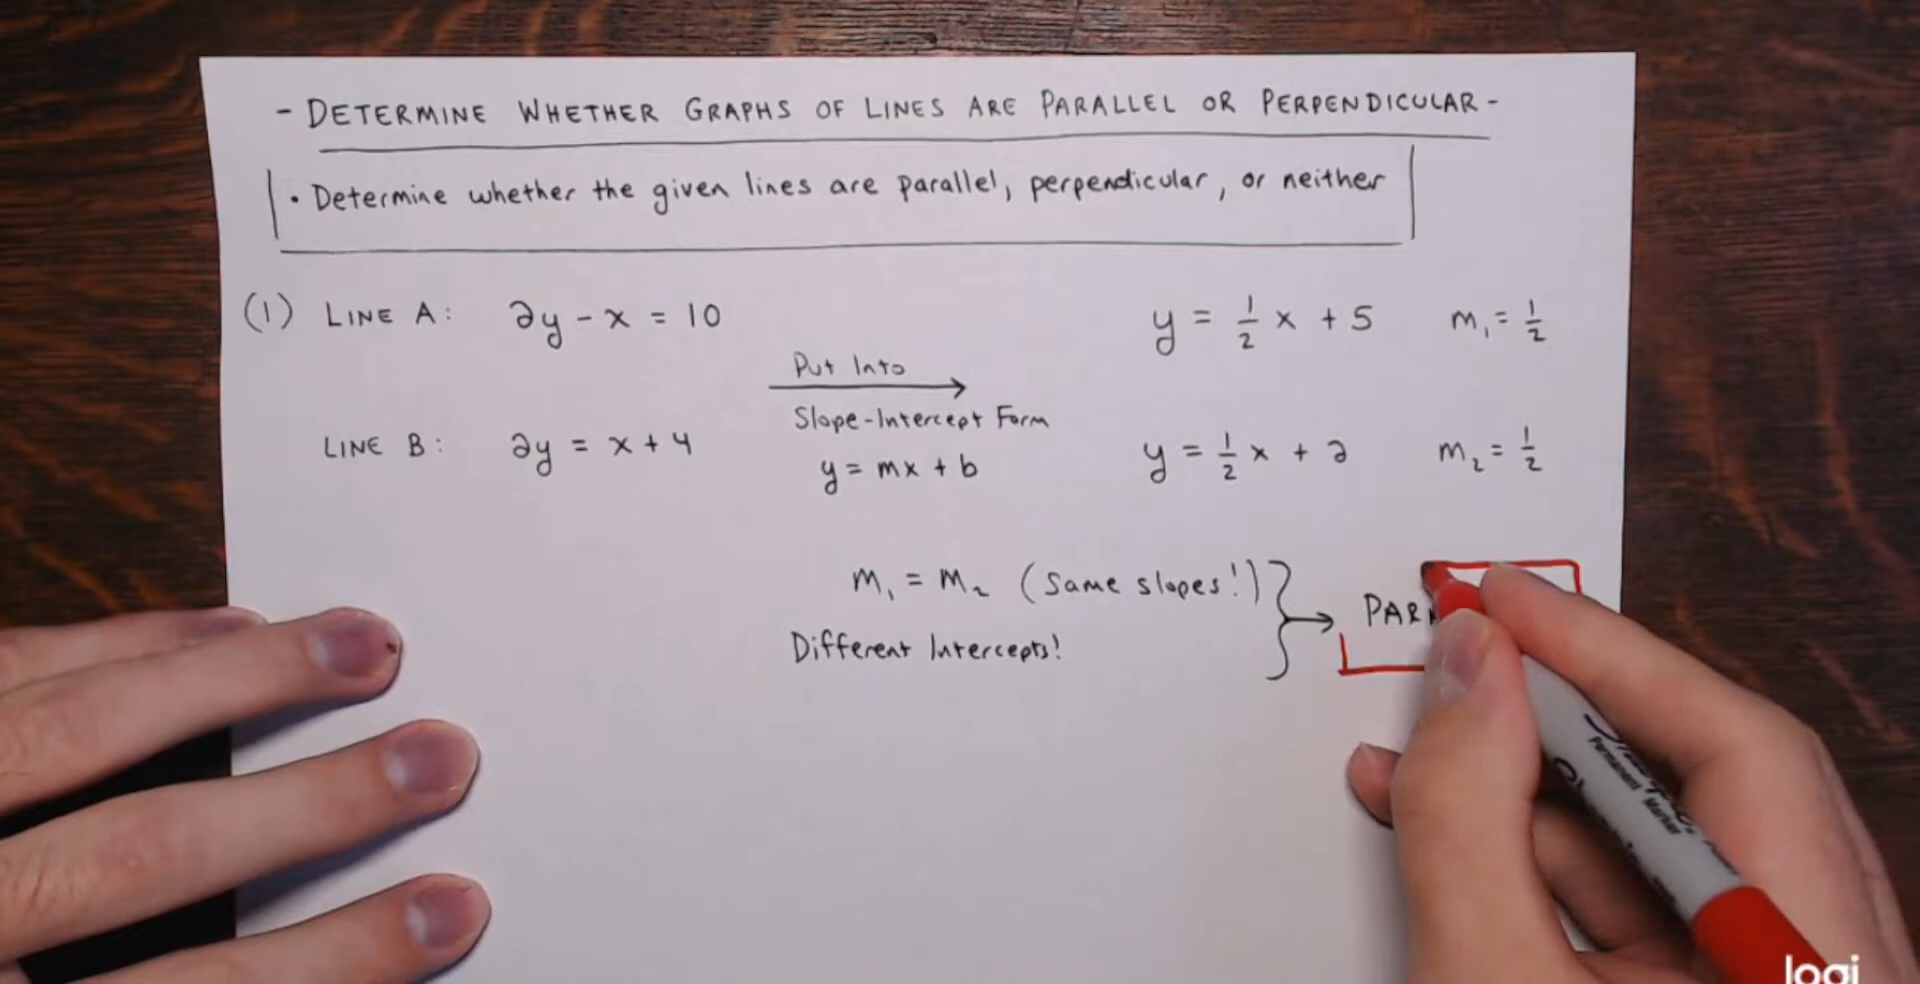 - DETERMINE WHETHER GRAPHS OF LINES ARE PARALLEL OR PERPENDICULAR -
• Determine whether the given lines are parallel, perpendicular, or neither
(1) LINE A: 2y - x = 10
y = 1/2 x + 5 m₁ = 1/2
Put Into
Slope-Intercept Form
y = mx + b
LINE B: 2y = x + 4
y = 1/2 x + 2 m₂ = 1/2
m₁ = m₂ (Same slopes!)
Different Intercepts!
→ PAR
Permanent Marker
logi